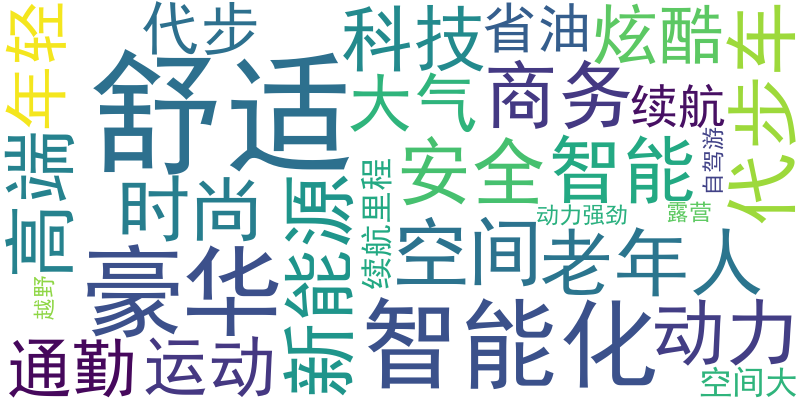 年轻
代步
科技
省油
炫酷
代步车
舒适
大气
商务
续航
高端
时尚
新能源
续航里程
安全
智能
自驾游
动力强劲
露营
空间
老年人
越野
豪华
智能化
动力
通勤
运动
空间大